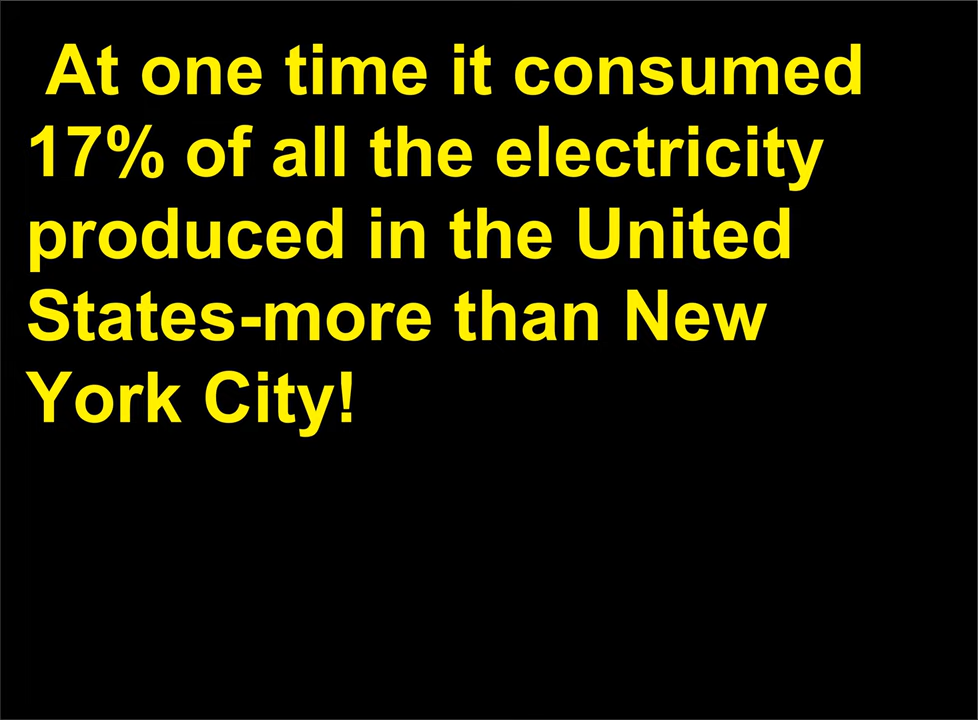 At one time it consumed
17% of all the electricity
produced in the United
States-more than New
York City!